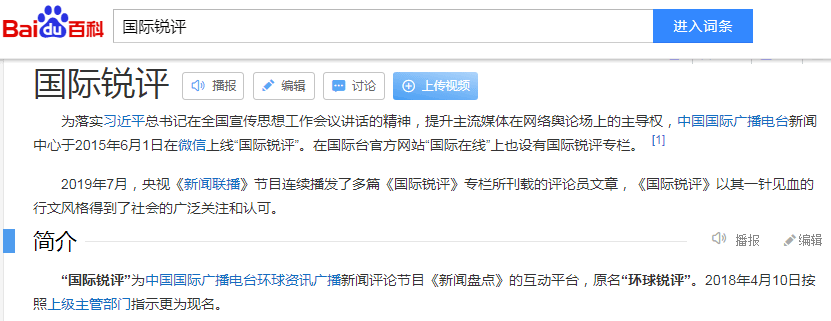 Bai du 百科 国际锐评 进入词条
国际锐评 播报 编辑 讨论 上传视频
为落实习近平总书记在全国宣传思想工作会议讲话的精神，提升主流媒体在网络舆论场上的主导权，中国国际广播电台新闻
中心于2015年6月1日在微信上线“国际锐评”。在国际台官方网站“国际在线”上也设有国际锐评专栏。 [1]
2019年7月，央视《新闻联播》节目连续播发了多篇《国际锐评》专栏所刊载的评论员文章，《国际锐评》以其一针见血的
行文风格得到了社会的广泛关注和认可。
简介 播报 编辑
“国际锐评”为中国国际广播电台环球资讯广播新闻评论节目《新闻盘点》的互动平台，原名“环球锐评”。2018年4月10日按
照上级主管部门指示更为现名。